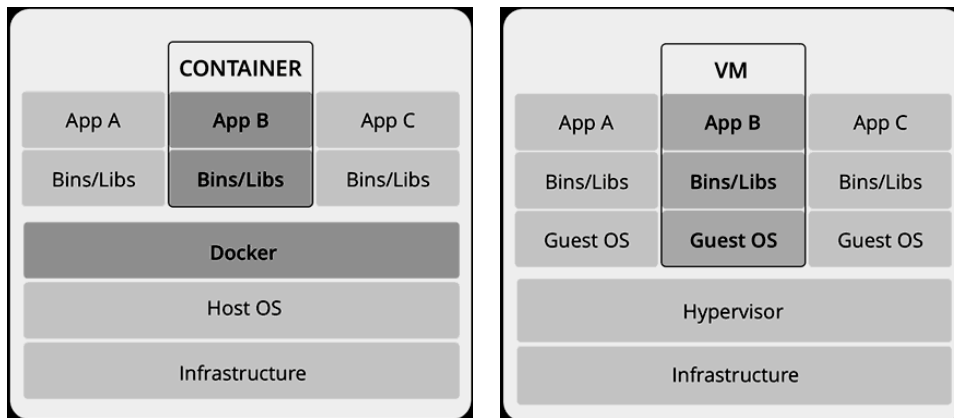 CONTAINER
App A App B App C
Bins/Libs Bins/Libs Bins/Libs
Docker
Host OS
Infrastructure
VM
App A App B App C
Bins/Libs Bins/Libs Bins/Libs
Guest OS Guest OS Guest OS
Hypervisor
Infrastructure